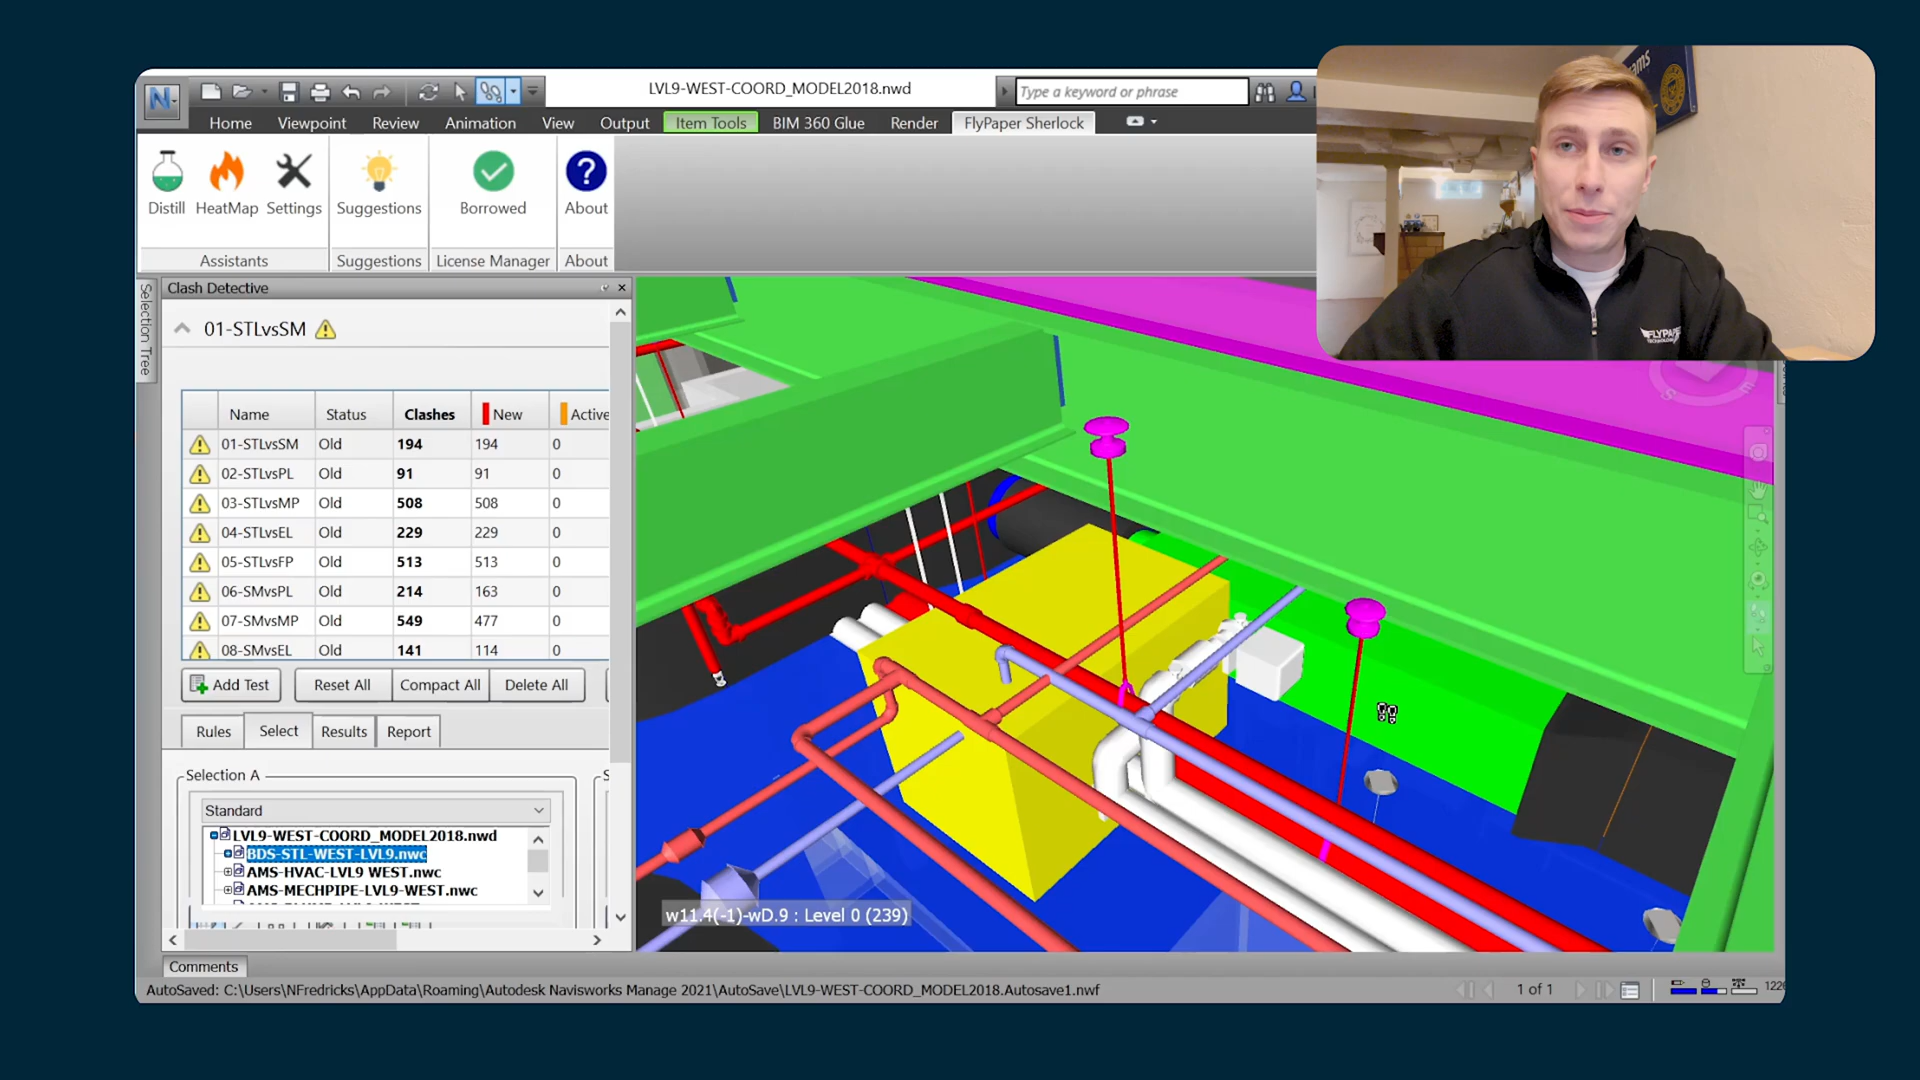 LVL9-WEST-COORD_MODEL2018.nwd
Type a keyword or phrase
N
Home Viewpoint Review Animation View Output Item Tools BIM 360 Glue Render FlyPaper Sherlock
Distill HeatMap Settings Suggestions Borrowed About
Assistants Suggestions License Manager About
Selection Tree
Clash Detective
01-STLvsSM
Name Status Clashes New Active
01-STLvsSM Old 194 194 0
02-STLvsPL Old 91 91 0
03-STLvsMP Old 508 508 0
04-STLvsEL Old 229 229 0
05-STLvsFP Old 513 513 0
06-SMvsPL Old 214 163 0
07-SMvsMP Old 549 477 0
08-SMvsEL Old 141 114 0
Add Test Reset All Compact All Delete All
Rules Select Results Report
Selection A
Standard
LVL9-WEST-COORD_MODEL2018.nwd
BDS-STL-WEST-LVL9.nwc
AMS-HVAC-LVL9 WEST.nwc
AMS-MECHPIPE-LVL9-WEST.nwc
w11.4(-1)-wD.9 : Level 0 (239)
Comments
AutoSaved: C:\Users\NFredricks\AppData\Roaming\Autodesk Navisworks Manage 2021\AutoSave\LVL9-WEST-COORD_MODEL2018.Autosave1.nwf
1 of 1
FLYPAPER